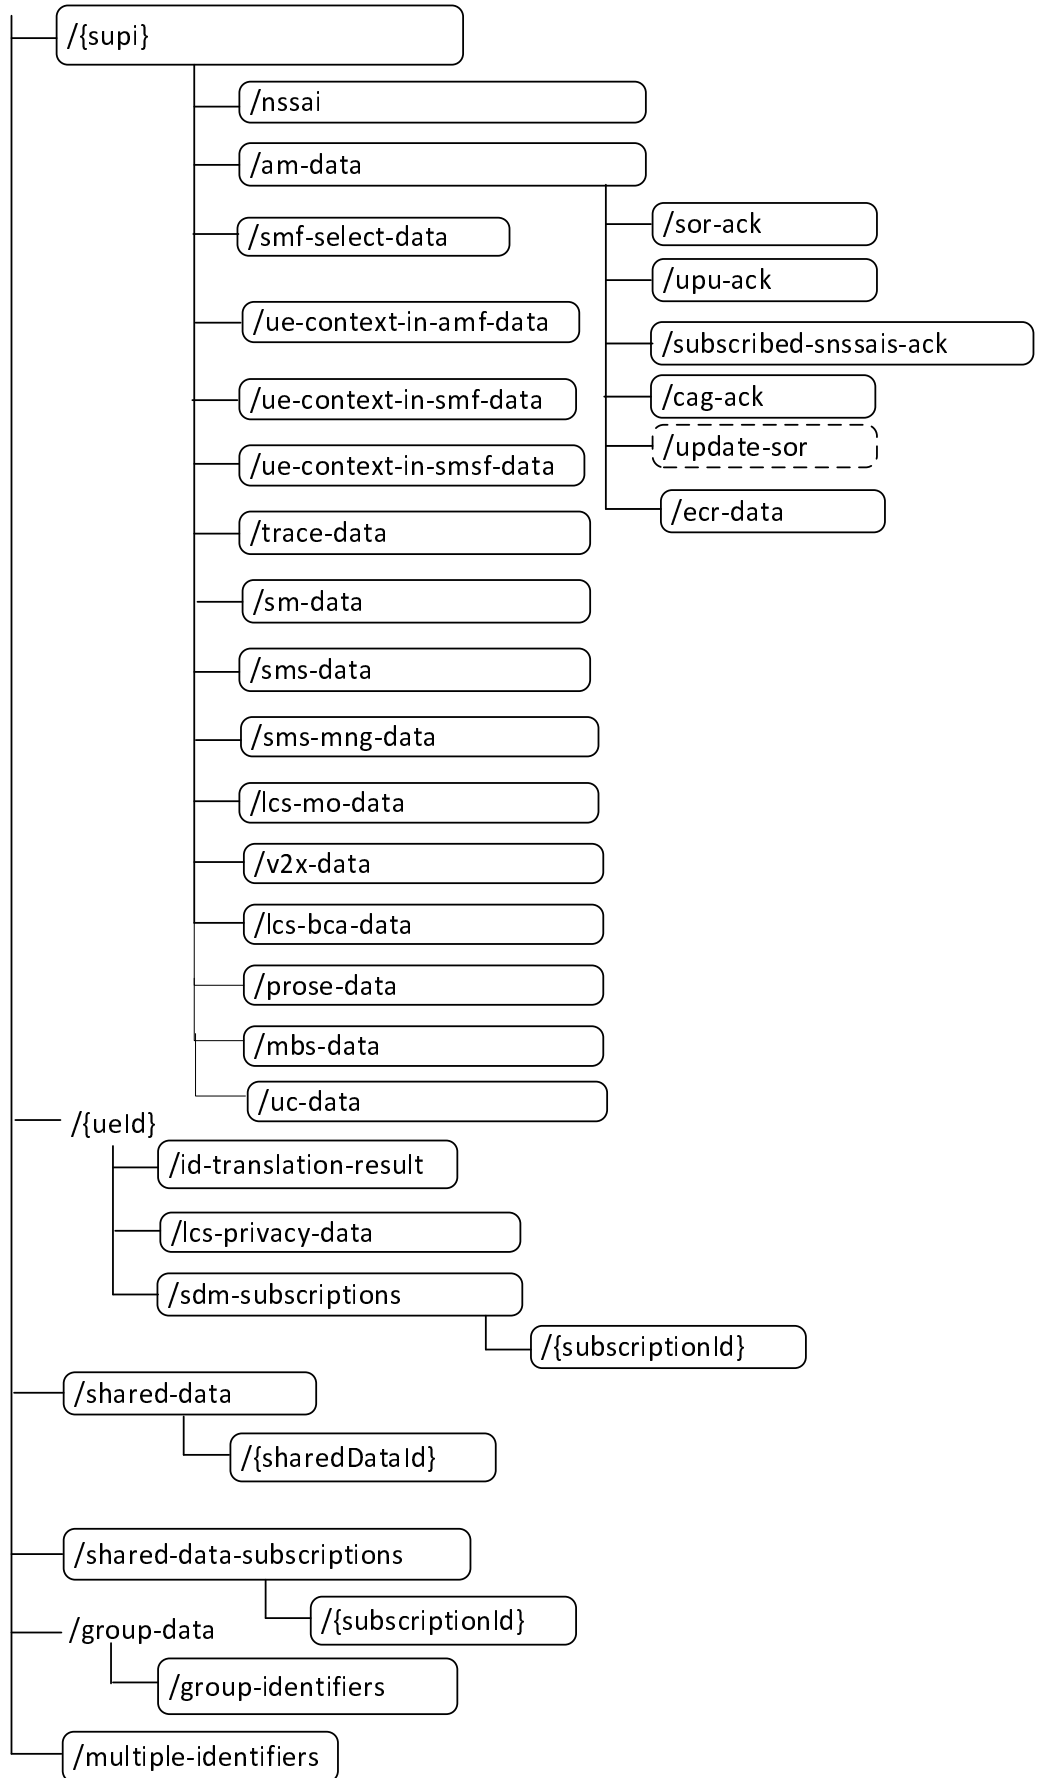 /{supi}
/nssai
/am-data
/sor-ack
/smf-select-data
/upu-ack
/ue-context-in-amf-data
/subscribed-snssais-ack
/ue-context-in-smf-data
/cag-ack
/update-sor
/ue-context-in-smsf-data
/ecr-data
/trace-data
/sm-data
/sms-data
/sms-mng-data
/lcs-mo-data
/v2x-data
/lcs-bca-data
/prose-data
/mbs-data
/uc-data
/{ueId}
/id-translation-result
/lcs-privacy-data
/sdm-subscriptions
/{subscriptionId}
/shared-data
/{sharedDataId}
/shared-data-subscriptions
/{subscriptionId}
/group-data
/group-identifiers
/multiple-identifiers